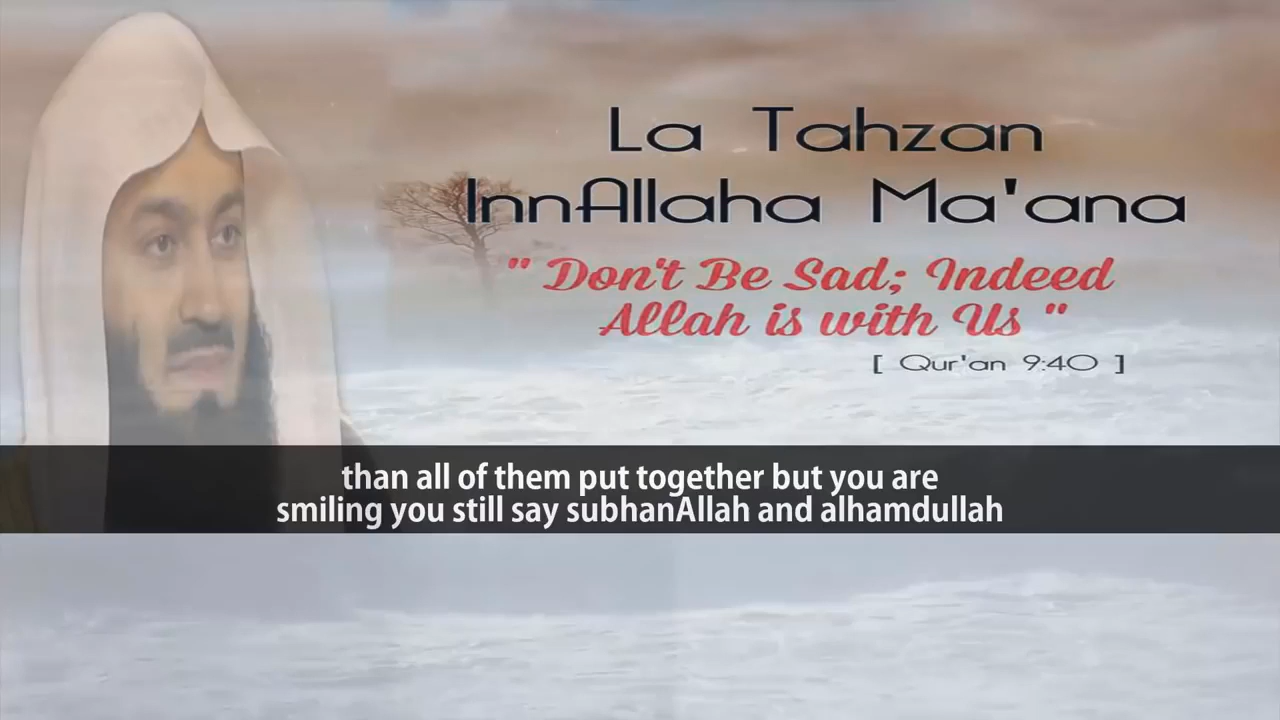 La Tahzan
InnAllaha Ma'ana
" Don't Be Sad; Indeed
Allah is with Us "
[ Qur'an 9:40 ]
than all of them put together but you are
smiling you still say subhanAllah and alhamdullah